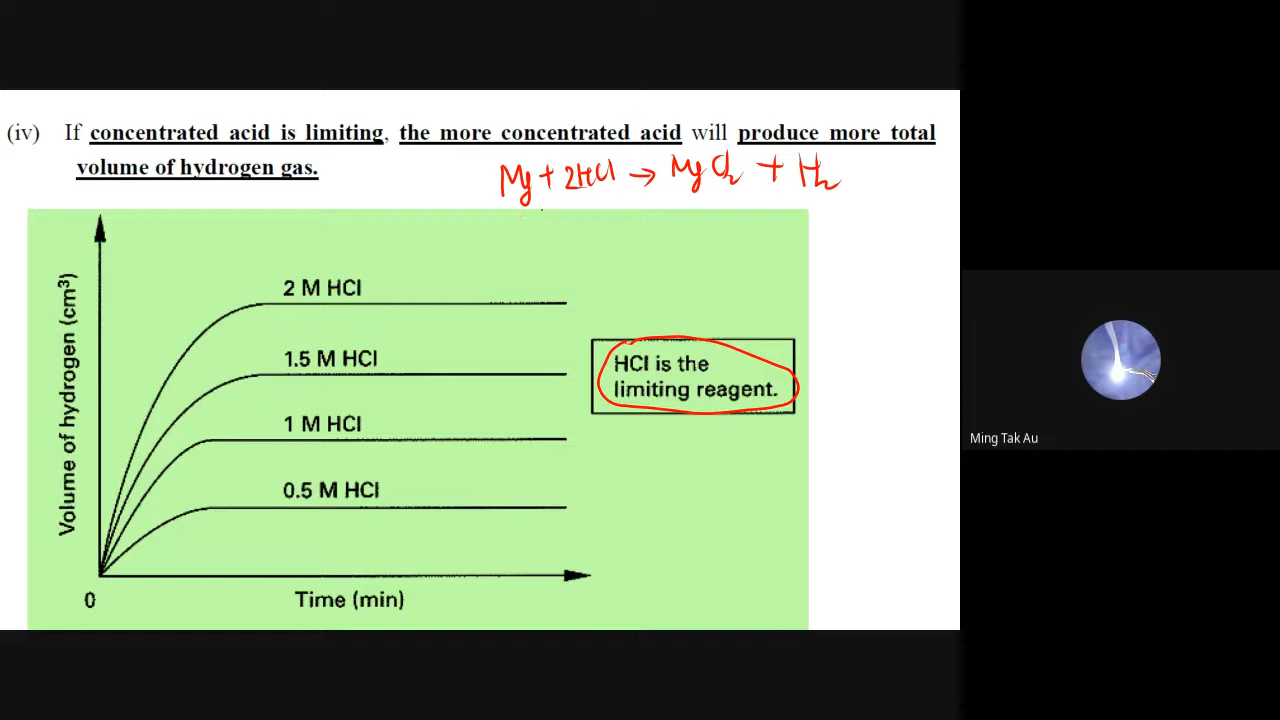 (iv) If concentrated acid is limiting, the more concentrated acid will produce more total
volume of hydrogen gas.
Mg + 2HCl → MgCl₂ + H₂
Volume of hydrogen (cm³)
2 M HCl
1.5 M HCl
1 M HCl
0.5 M HCl
HCl is the
limiting reagent.
0
Time (min)
Ming Tak Au